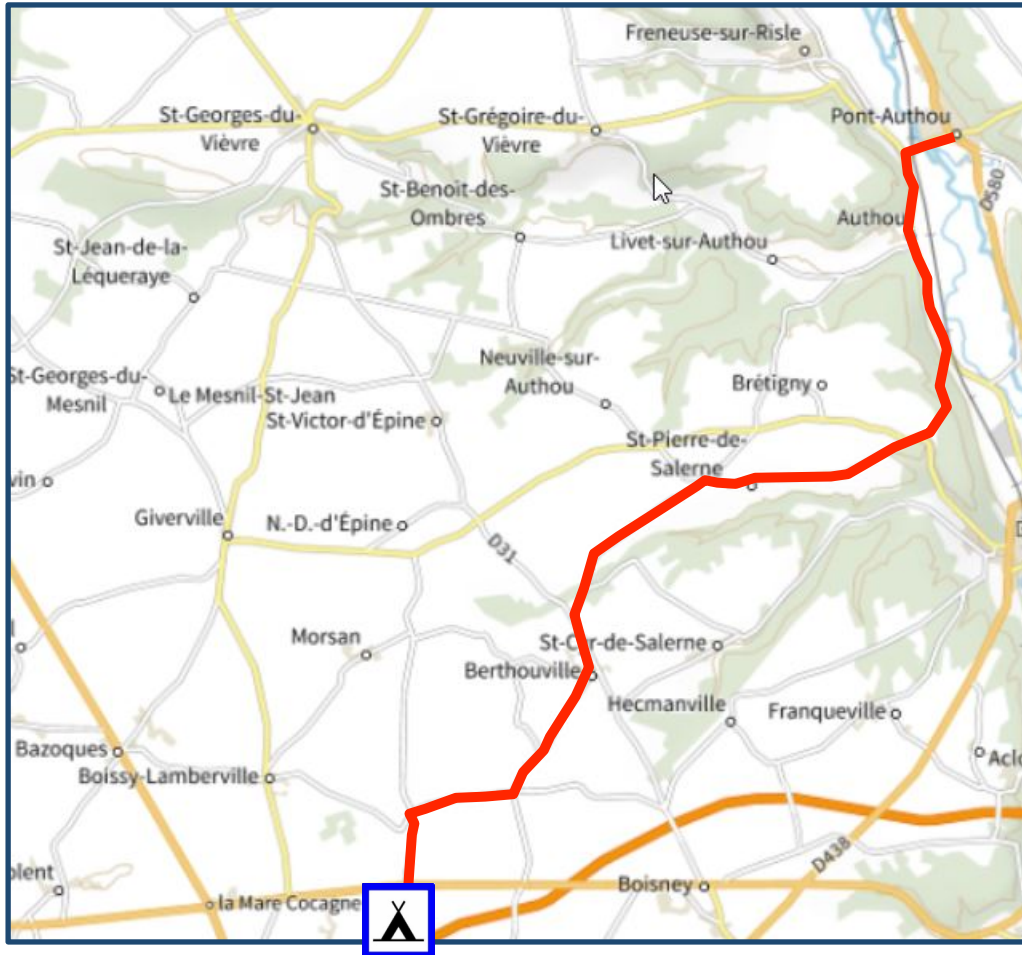 Freneuse-sur-Risle
St-Georges-du-
Vièvre
St-Grégoire-du-
Vièvre
Pont-Authou
D580
St-Benoît-des-
Ombres
Authou
St-Jean-de-la-
Léqueraye
Livet-sur-Authou
Neuville-sur-
Authou
St-Georges-du-
Mesnil
Le Mesnil-St-Jean
Brétigny
St-Victor-d'Épine
St-Pierre-de-
Salerne
vin
Giverville
N.-D.-d'Épine
D31
Morsan
St-Cyr-de-Salerne
Berthouville
Hecmanville
Franqueville
Bazoques
Boissy-Lamberville
Aclo
D438
olent
Boisney
la Mare Cocagne